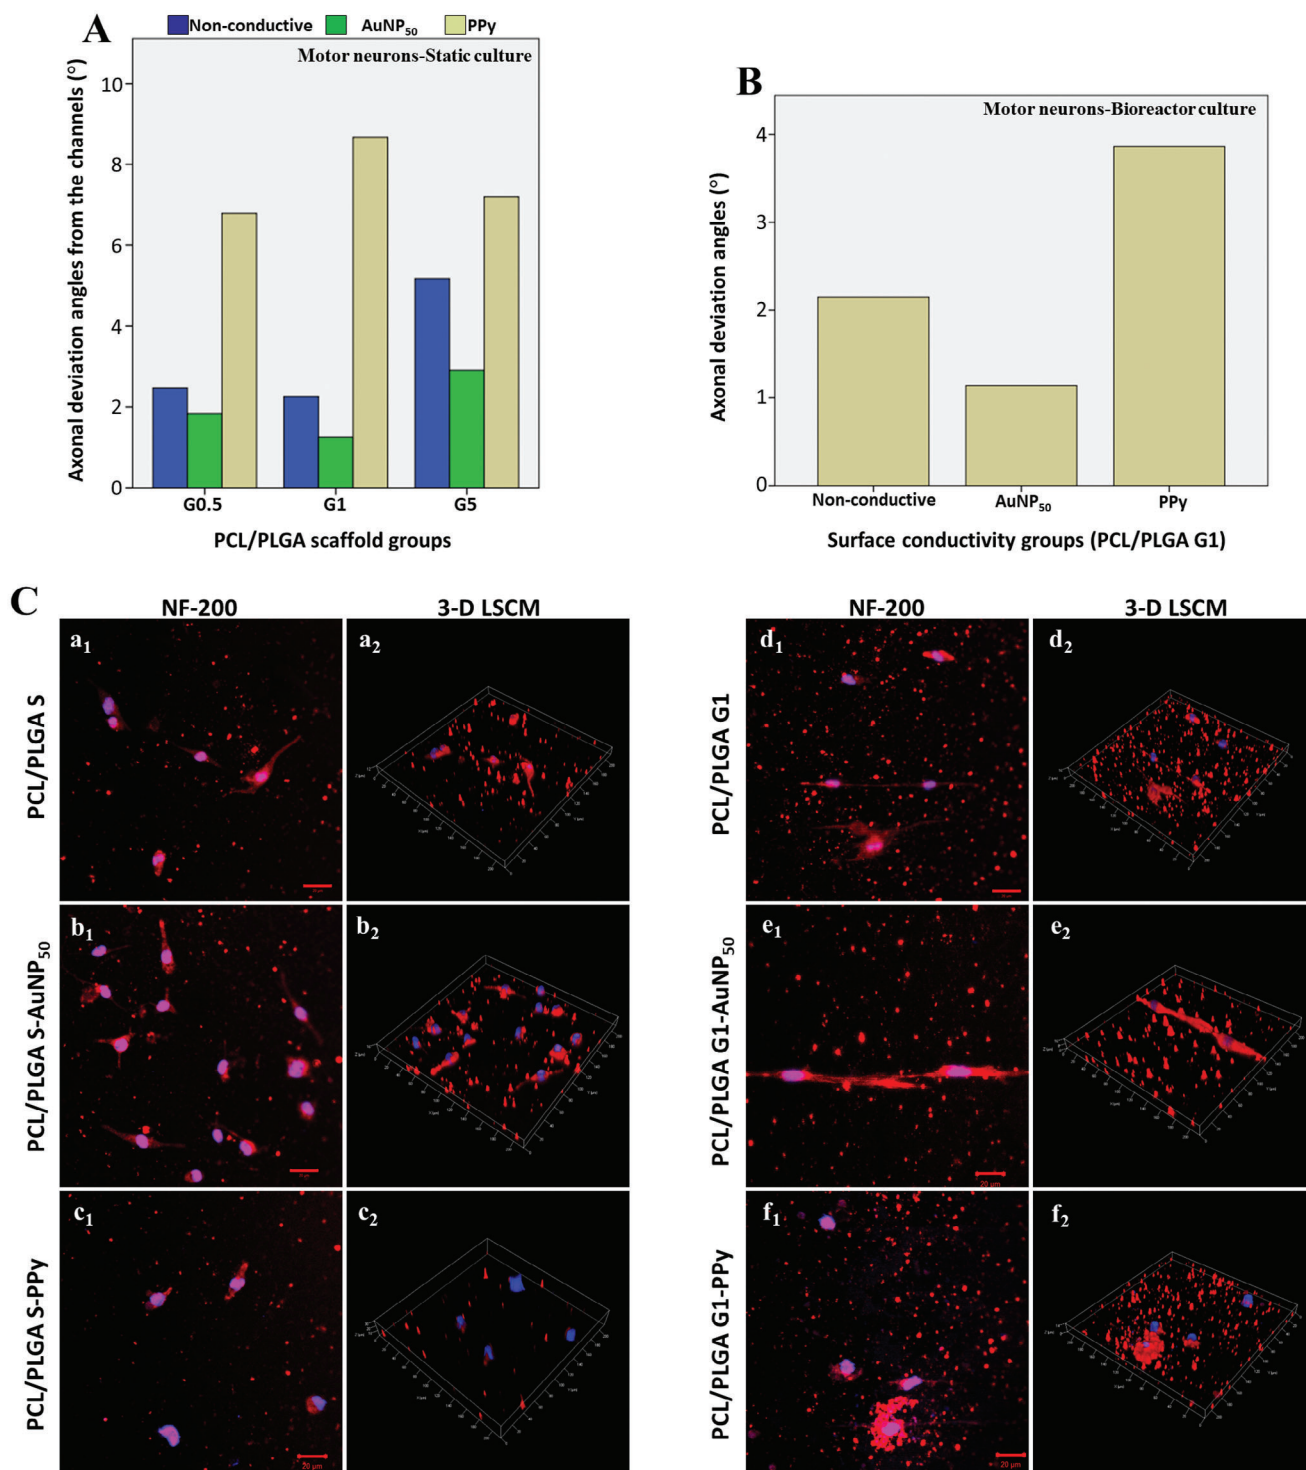 A
Non-conductive AuNP₅₀ PPy
Motor neurons-Static culture
Axonal deviation angles from the channels (°)
10
8
6
4
2
0
G0.5 G1 G5
PCL/PLGA scaffold groups
B
Motor neurons-Bioreactor culture
Axonal deviation angles (°)
4
3
2
1
0
Non-conductive AuNP₅₀ PPy
Surface conductivity groups (PCL/PLGA G1)
C
NF-200 3-D LSCM NF-200 3-D LSCM
PCL/PLGA S
a₁ a₂
PCL/PLGA G1
d₁ d₂
PCL/PLGA S-AuNP₅₀
b₁ b₂
PCL/PLGA G1-AuNP₅₀
e₁ e₂
20 µm
PCL/PLGA S-PPy
c₁ c₂
20 µm
PCL/PLGA G1-PPy
f₁ f₂
20 µm